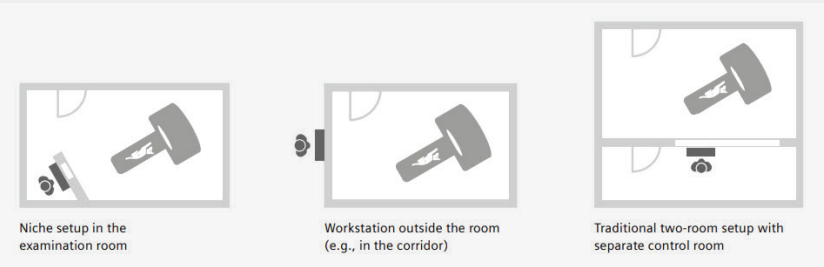 Niche setup in the
examination room
Workstation outside the room
(e.g., in the corridor)
Traditional two-room setup with
separate control room